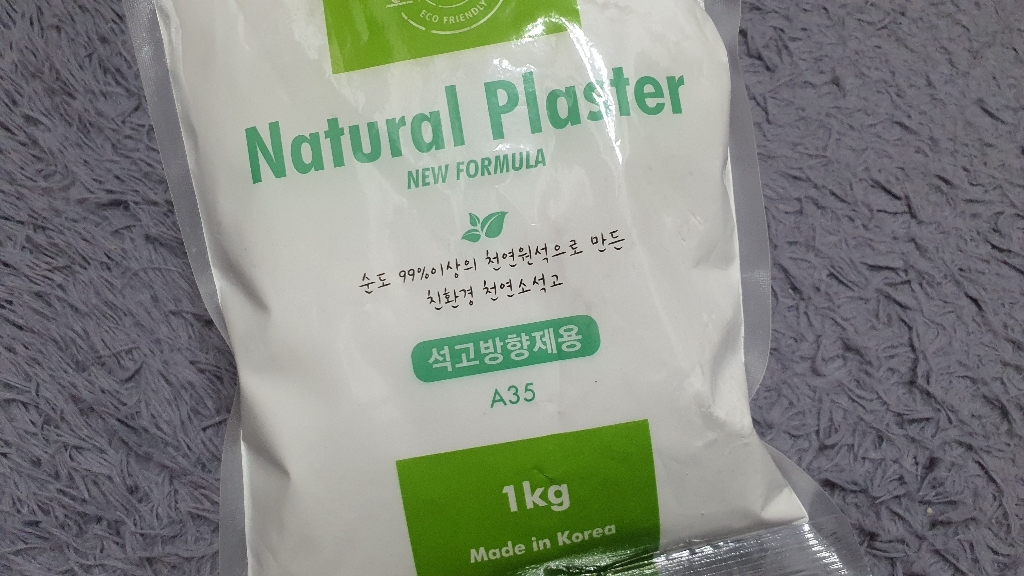 ECO FRIENDLY
Natural Plaster
NEW FORMULA
순도 99%이상의 천연원석으로 만든
친환경 천연소석고
석고방향제용
A35
1kg
Made in Korea